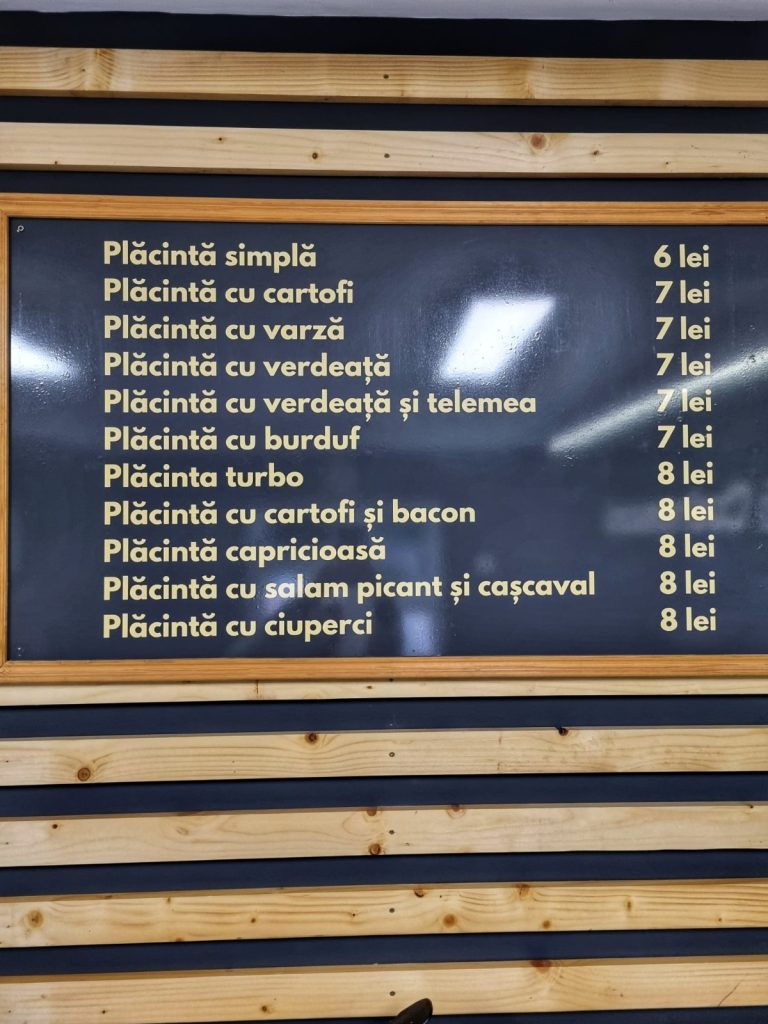 Plăcintă simplă 6 lei
Plăcintă cu cartofi 7 lei
Plăcintă cu varză 7 lei
Plăcintă cu verdeață 7 lei
Plăcintă cu verdeață și telemea 7 lei
Plăcintă cu burduf 7 lei
Plăcinta turbo 8 lei
Plăcintă cu cartofi și bacon 8 lei
Plăcintă capricioasă 8 lei
Plăcintă cu salam picant și cașcaval 8 lei
Plăcintă cu ciuperci 8 lei